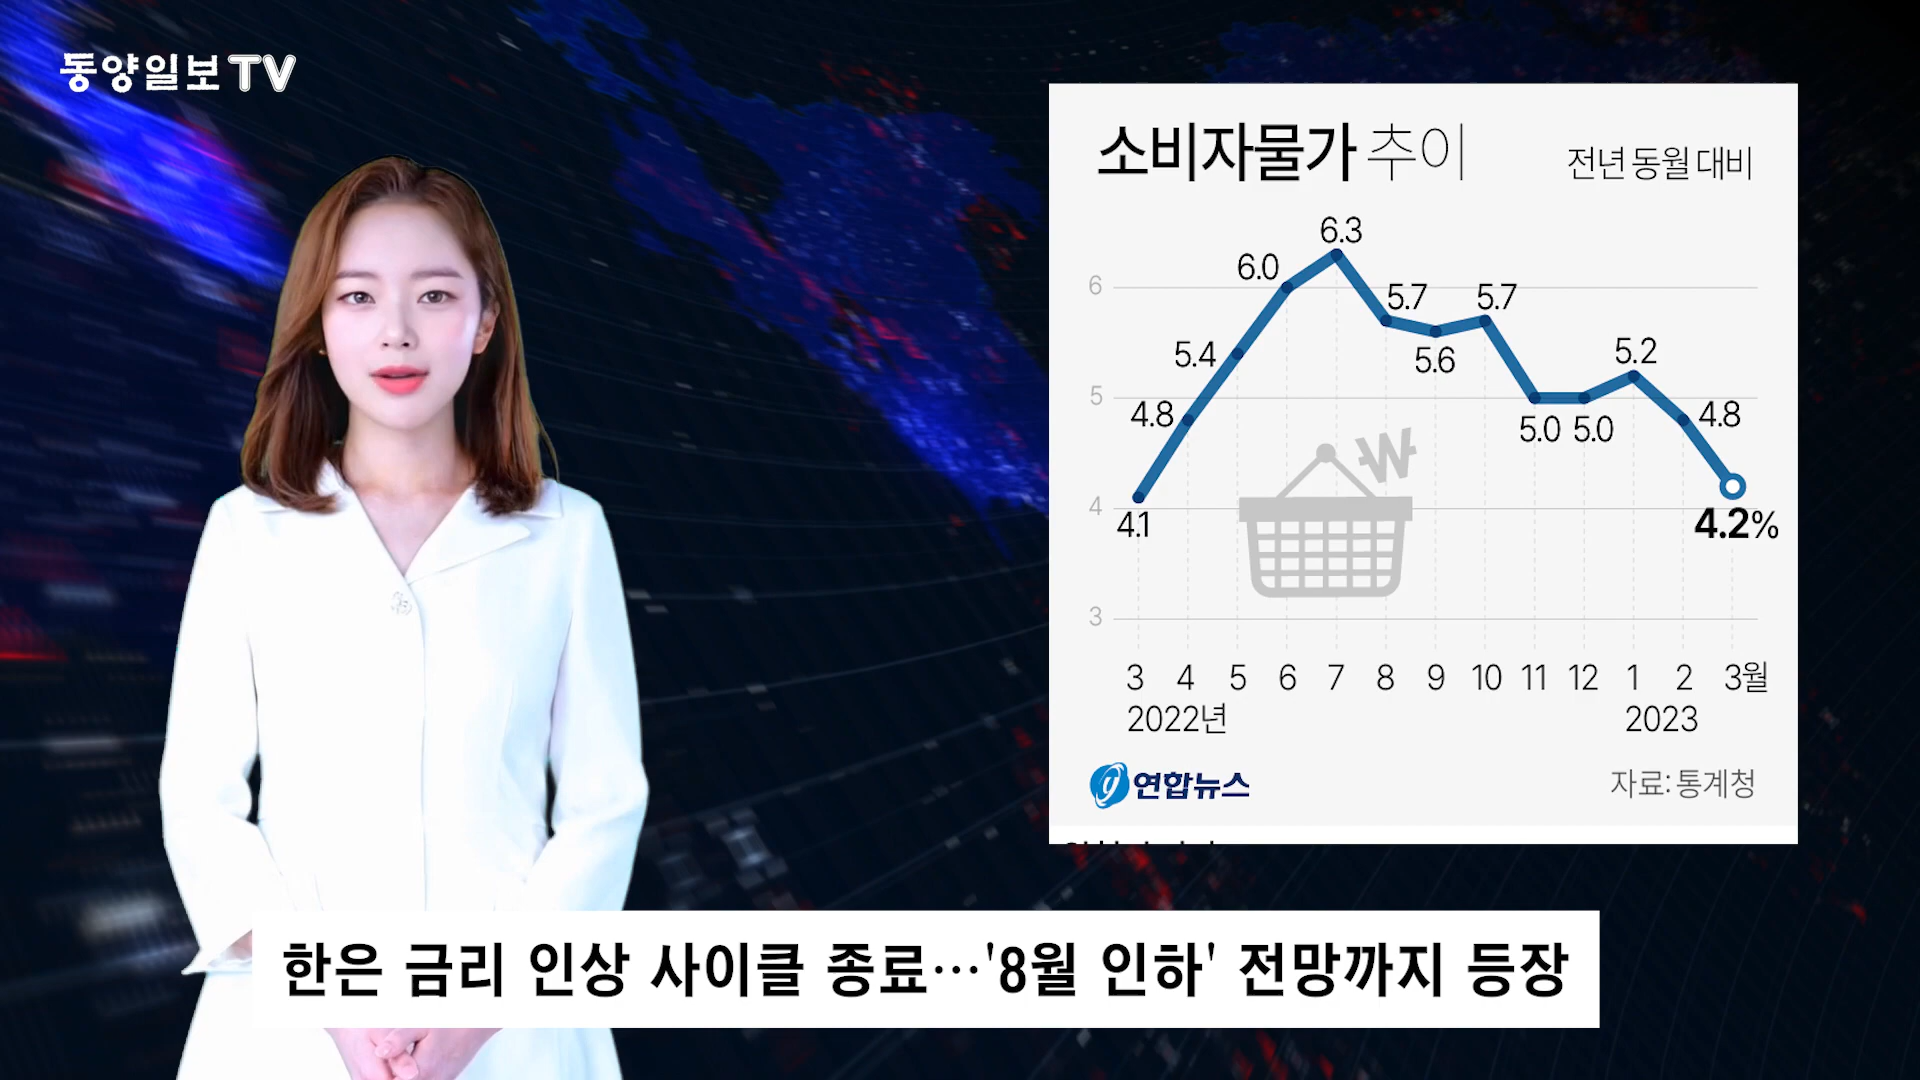 동양일보TV
소비자물가 추이
전년 동월 대비
6.3
6.0
6
5.7
5.7
5.6
5.4
5.2
5
4.8
5.0
5.0
4.8
4
4.1
4.2%
₩
3
3 4 5 6 7 8 9 10 11 12 1 2 3월
2022년 2023
연합뉴스
자료: 통계청
한은 금리 인상 사이클 종료…'8월 인하' 전망까지 등장